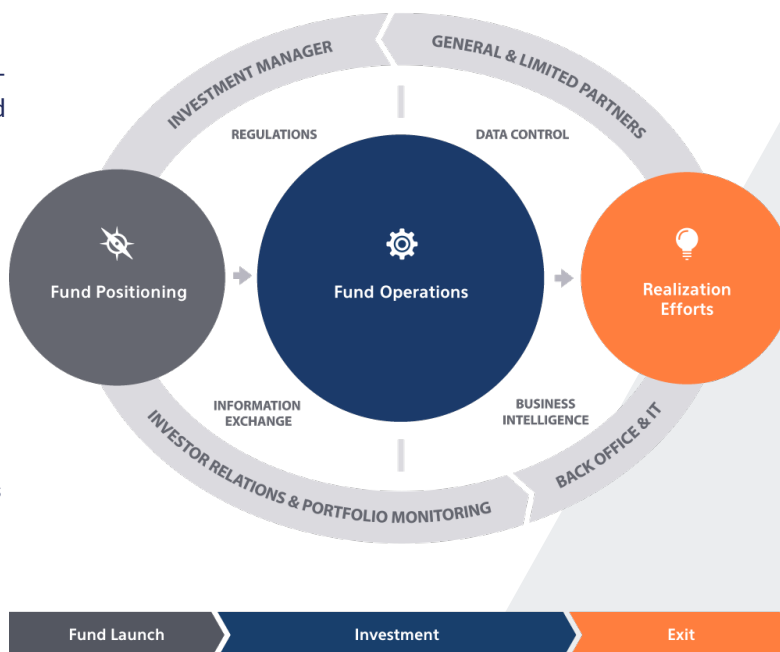 INVESTMENT MANAGER
GENERAL & LIMITED PARTNERS
REGULATIONS
DATA CONTROL
Fund Positioning
Fund Operations
Realization
Efforts
INFORMATION
EXCHANGE
BUSINESS
INTELLIGENCE
INVESTOR RELATIONS & PORTFOLIO MONITORING
BACK OFFICE & IT
Fund Launch
Investment
Exit